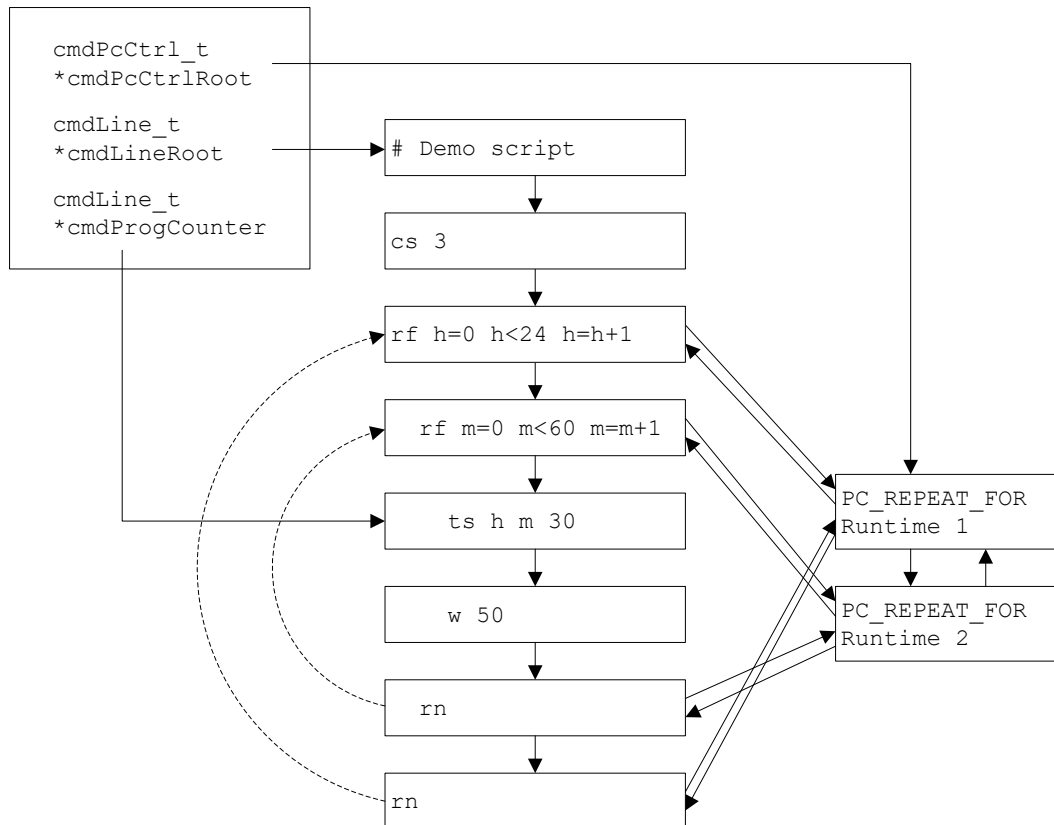 cmdPcCtrl_t
*cmdPcCtrlRoot
cmdLine_t
*cmdLineRoot
cmdLine_t
*cmdProgCounter
# Demo script
cs 3
rf h=0 h<24 h=h+1
rf m=0 m<60 m=m+1
ts h m 30
w 50
rn
rn
PC_REPEAT_FOR
Runtime 1
PC_REPEAT_FOR
Runtime 2